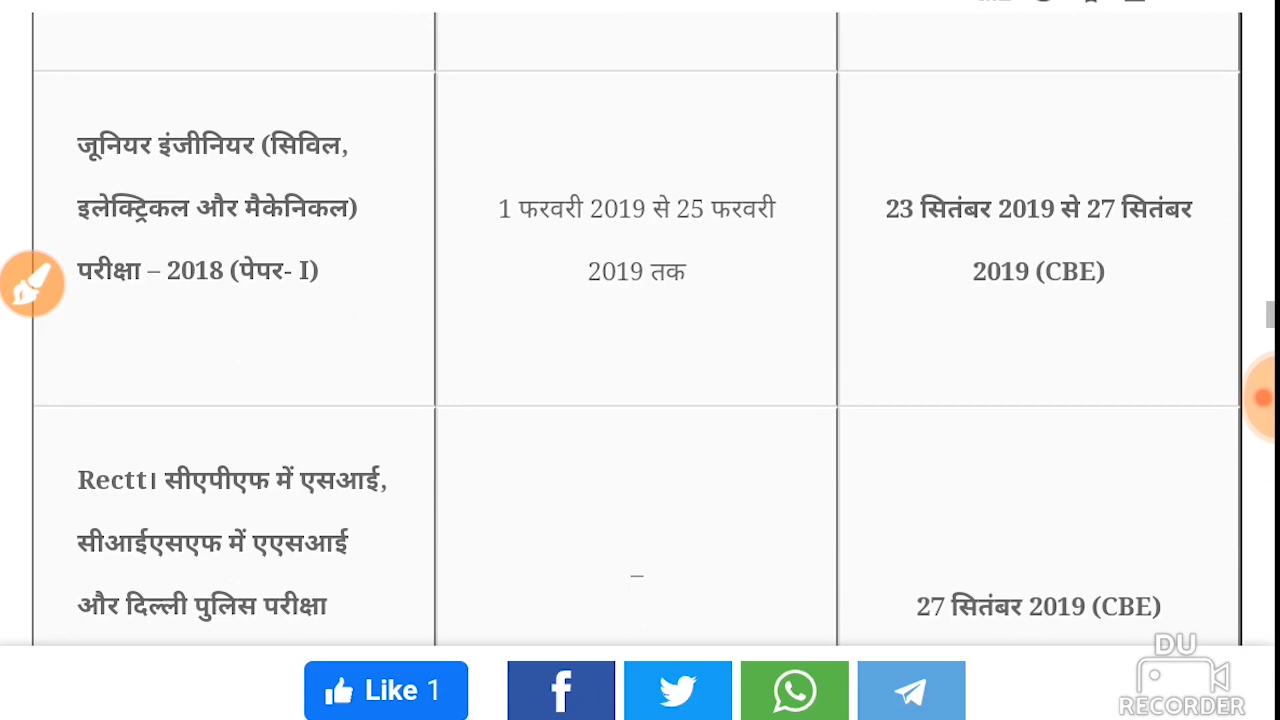 जूनियर इंजीनियर (सिविल,
इलेक्ट्रिकल और मैकेनिकल)
परीक्षा – 2018 (पेपर- I)
1 फरवरी 2019 से 25 फरवरी
2019 तक
23 सितंबर 2019 से 27 सितंबर
2019 (CBE)
Rectt। सीएपीएफ में एसआई,
सीआईएसएफ में एएसआई
और दिल्ली पुलिस परीक्षा
–
27 सितंबर 2019 (CBE)
Like 1
DU
RECORDER